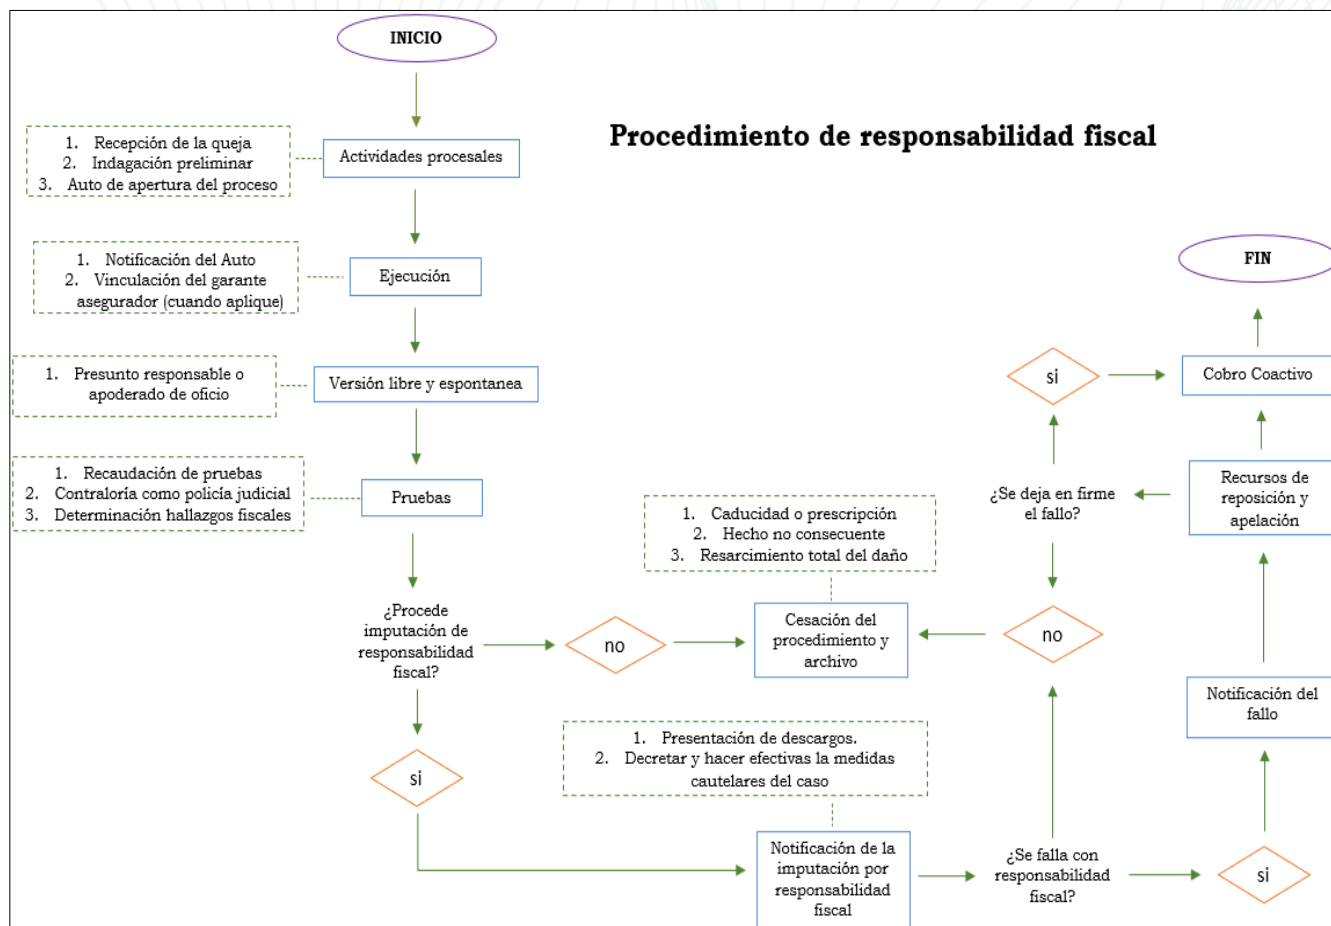 INICIO
Procedimiento de responsabilidad fiscal
1. Recepción de la queja
2. Indagación preliminar
3. Auto de apertura del proceso
Actividades procesales
1. Notificación del Auto
2. Vinculación del garante
asegurador (cuando aplique)
Ejecución
1. Presunto responsable o
apoderado de oficio
Versión libre y espontanea
1. Recaudación de pruebas
2. Contraloría como policía judicial
3. Determinación hallazgos fiscales
Pruebas
¿Procede
imputación de
responsabilidad
fiscal?
no
si
1. Caducidad o prescripción
2. Hecho no consecuente
3. Resarcimiento total del daño
Cesación del
procedimiento y
archivo
1. Presentación de descargos.
2. Decretar y hacer efectivas la medidas
cautelares del caso
Notificación de la
imputación por
responsabilidad
fiscal
¿Se falla con
responsabilidad
fiscal?
no
si
Notificación del
fallo
Recursos de
reposición y
apelación
¿Se deja en firme
el fallo?
si
Cobro Coactivo
FIN